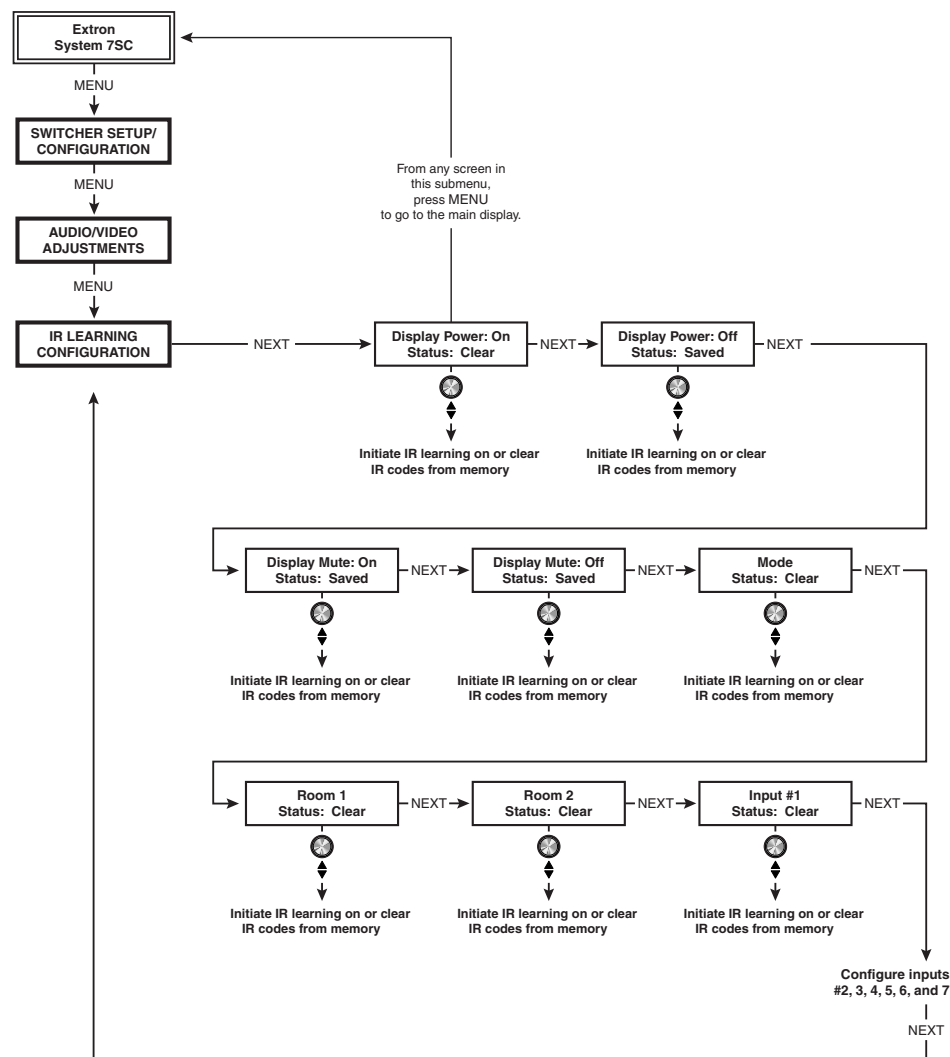 Extron
System 7SC
MENU
SWITCHER SETUP/
CONFIGURATION
MENU
From any screen in
this submenu,
press MENU
to go to the main display.
AUDIO/VIDEO
ADJUSTMENTS
MENU
IR LEARNING
CONFIGURATION
NEXT
Display Power: On
Status: Clear
NEXT
Display Power: Off
Status: Saved
NEXT
Initiate IR learning on or clear
IR codes from memory
Initiate IR learning on or clear
IR codes from memory
Display Mute: On
Status: Saved
NEXT
Display Mute: Off
Status: Saved
NEXT
Mode
Status: Clear
NEXT
Initiate IR learning on or clear
IR codes from memory
Initiate IR learning on or clear
IR codes from memory
Initiate IR learning on or clear
IR codes from memory
Room 1
Status: Clear
NEXT
Room 2
Status: Clear
NEXT
Input #1
Status: Clear
NEXT
Initiate IR learning on or clear
IR codes from memory
Initiate IR learning on or clear
IR codes from memory
Initiate IR learning on or clear
IR codes from memory
Configure inputs
#2, 3, 4, 5, 6, and 7
NEXT